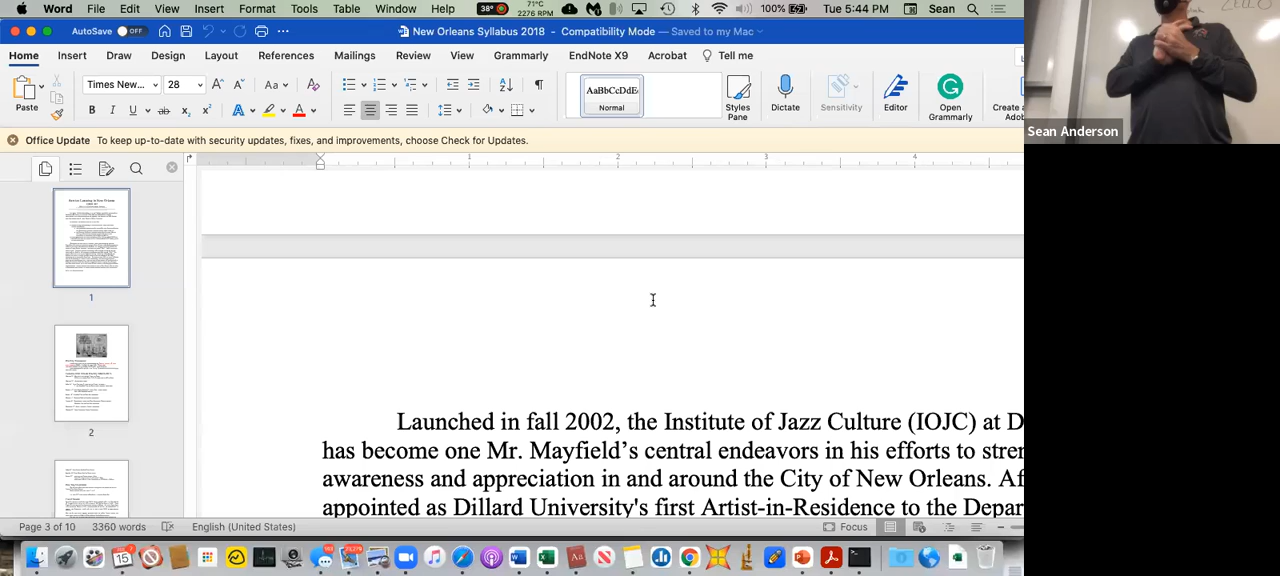 Word File Edit View Insert Format Tools Table Window Help 38° 71°C 2276 RPM 100% Tue 5:44 PM Sean
AutoSave OFF New Orleans Syllabus 2018 - Compatibility Mode — Saved to my Mac
Home Insert Draw Design Layout References Mailings Review View Grammarly EndNote X9 Acrobat Tell me
Paste Times New... 28 Aa AaBbCcDdE Normal Styles Pane Dictate Sensitivity Editor Open Grammarly
B I U ab x x A A
Office Update To keep up-to-date with security updates, fixes, and improvements, choose Check for Updates.
1 2 3 4
1
2
Launched in fall 2002, the Institute of Jazz Culture (IOJC) at D
has become one Mr. Mayfield’s central endeavors in his efforts to stren
awareness and appreciation in and around the City of New Orleans. Af
appointed as Dillard University's first Artist-in-Residence to the Depar
Page 3 of 10 3360 words English (United States) Focus
Sean Anderson